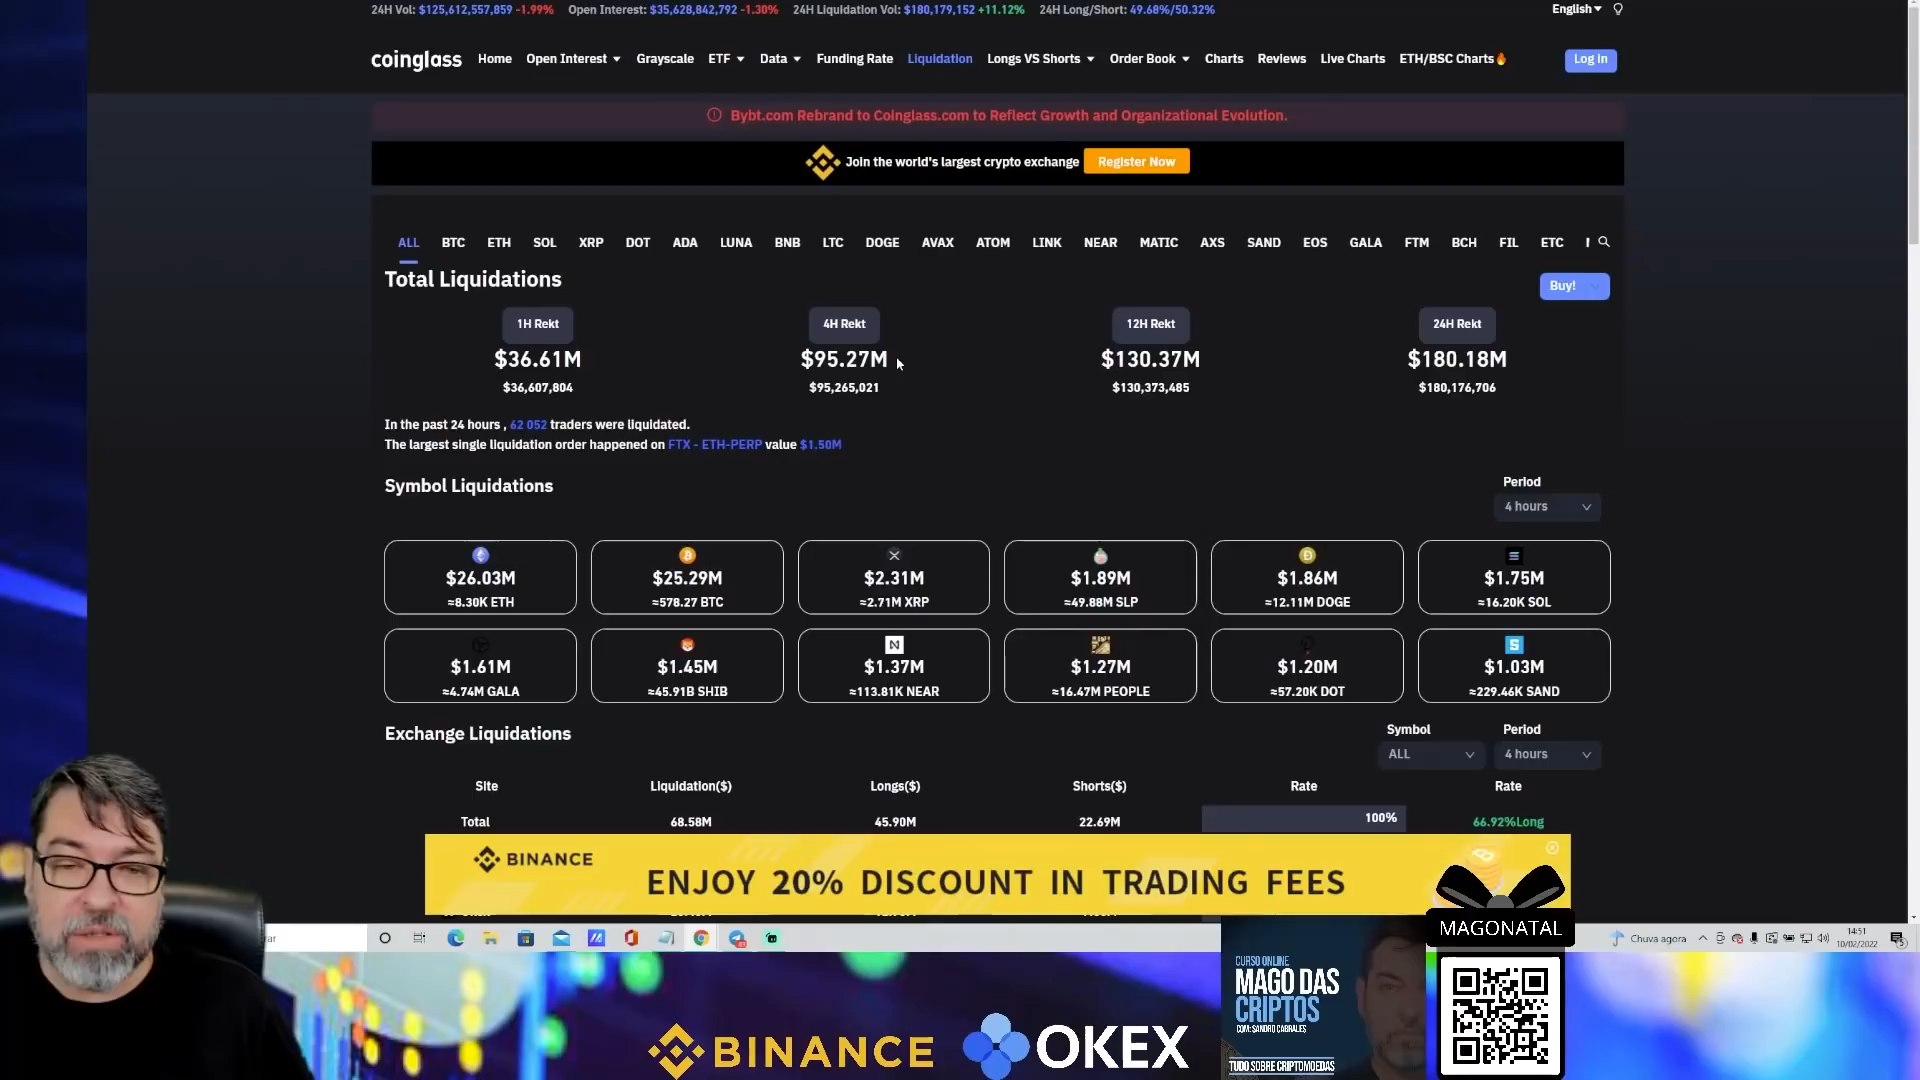 24H Vol: $125,612,557,859 -1.99% Open Interest: $35,628,842,792 -1.30% 24H Liquidation Vol: $180,179,152 +11.12% 24H Long/Short: 49.68%/50.32% English
coinglass Home Open Interest Grayscale ETF Data Funding Rate Liquidation Longs VS Shorts Order Book Charts Reviews Live Charts ETH/BSC Charts Log In
Bybt.com Rebrand to Coinglass.com to Reflect Growth and Organizational Evolution.
Join the world's largest crypto exchange Register Now
ALL BTC ETH SOL XRP DOT ADA LUNA BNB LTC DOGE AVAX ATOM LINK NEAR MATIC AXS SAND EOS GALA FTM BCH FIL ETC
Total Liquidations
Buy!
1H Rekt 4H Rekt 12H Rekt 24H Rekt
$36.61M $95.27M $130.37M $180.18M
$36,607,804 $95,265,021 $130,373,485 $180,176,706
In the past 24 hours , 62 052 traders were liquidated.
The largest single liquidation order happened on FTX - ETH-PERP value $1.50M
Symbol Liquidations
Period
4 hours
$26.03M $25.29M $2.31M $1.89M $1.86M $1.75M
≈8.30K ETH ≈578.27 BTC ≈2.71M XRP ≈49.88M SLP ≈12.11M DOGE ≈16.20K SOL
$1.61M $1.45M $1.37M $1.27M $1.20M $1.03M
≈4.74M GALA ≈45.91B SHIB ≈113.81K NEAR ≈16.47M PEOPLE ≈57.20K DOT ≈229.46K SAND
Exchange Liquidations
Symbol Period
ALL 4 hours
Site Liquidation($) Longs($) Shorts($) Rate Rate
Total 68.58M 45.90M 22.69M 100% 66.92%Long
BINANCE
ENJOY 20% DISCOUNT IN TRADING FEES
MAGONATAL
Chuva agora
14:51
10/02/2022
CURSO ONLINE
MAGO DAS
CRIPTOS
COM: SANDRO CABRALES
TUDO SOBRE CRIPTOMOEDAS
BINANCE OKEX